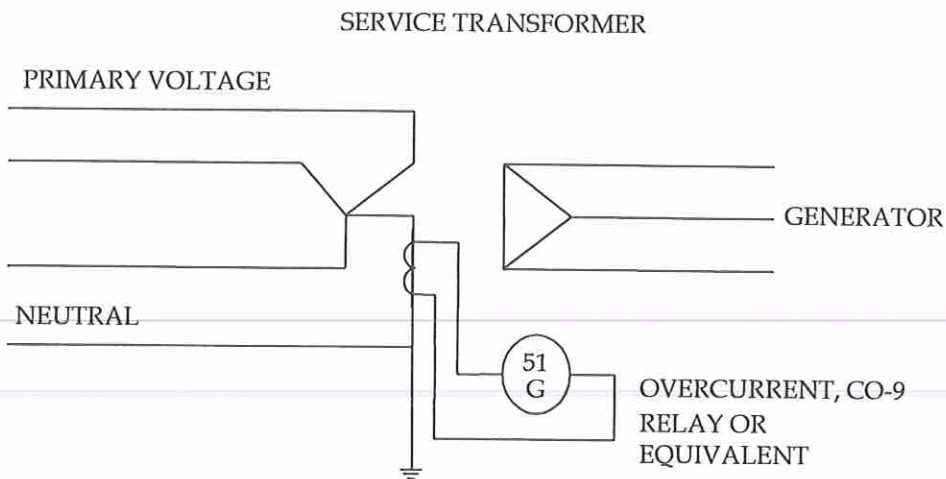 SERVICE TRANSFORMER
PRIMARY VOLTAGE
GENERATOR
NEUTRAL
51
G
OVERCURRENT, CO-9
RELAY OR
EQUIVALENT